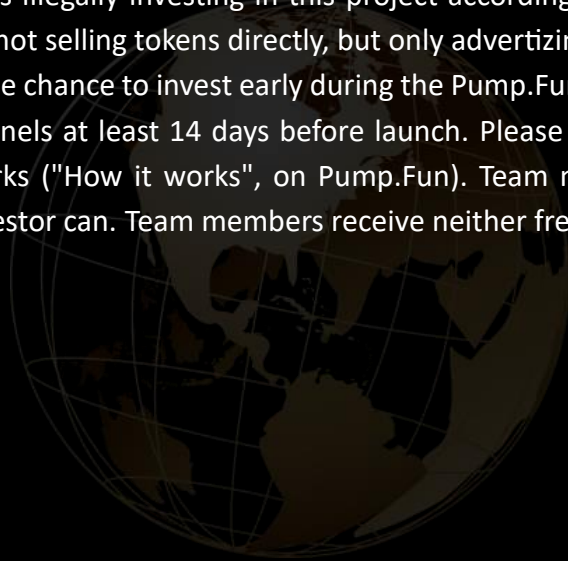 illegally investing in this project according
not selling tokens directly, but only advertizin
e chance to invest early during the Pump.Fu
nels at least 14 days before launch. Please
rks ("How it works", on Pump.Fun). Team
estor can. Team members receive neither fre